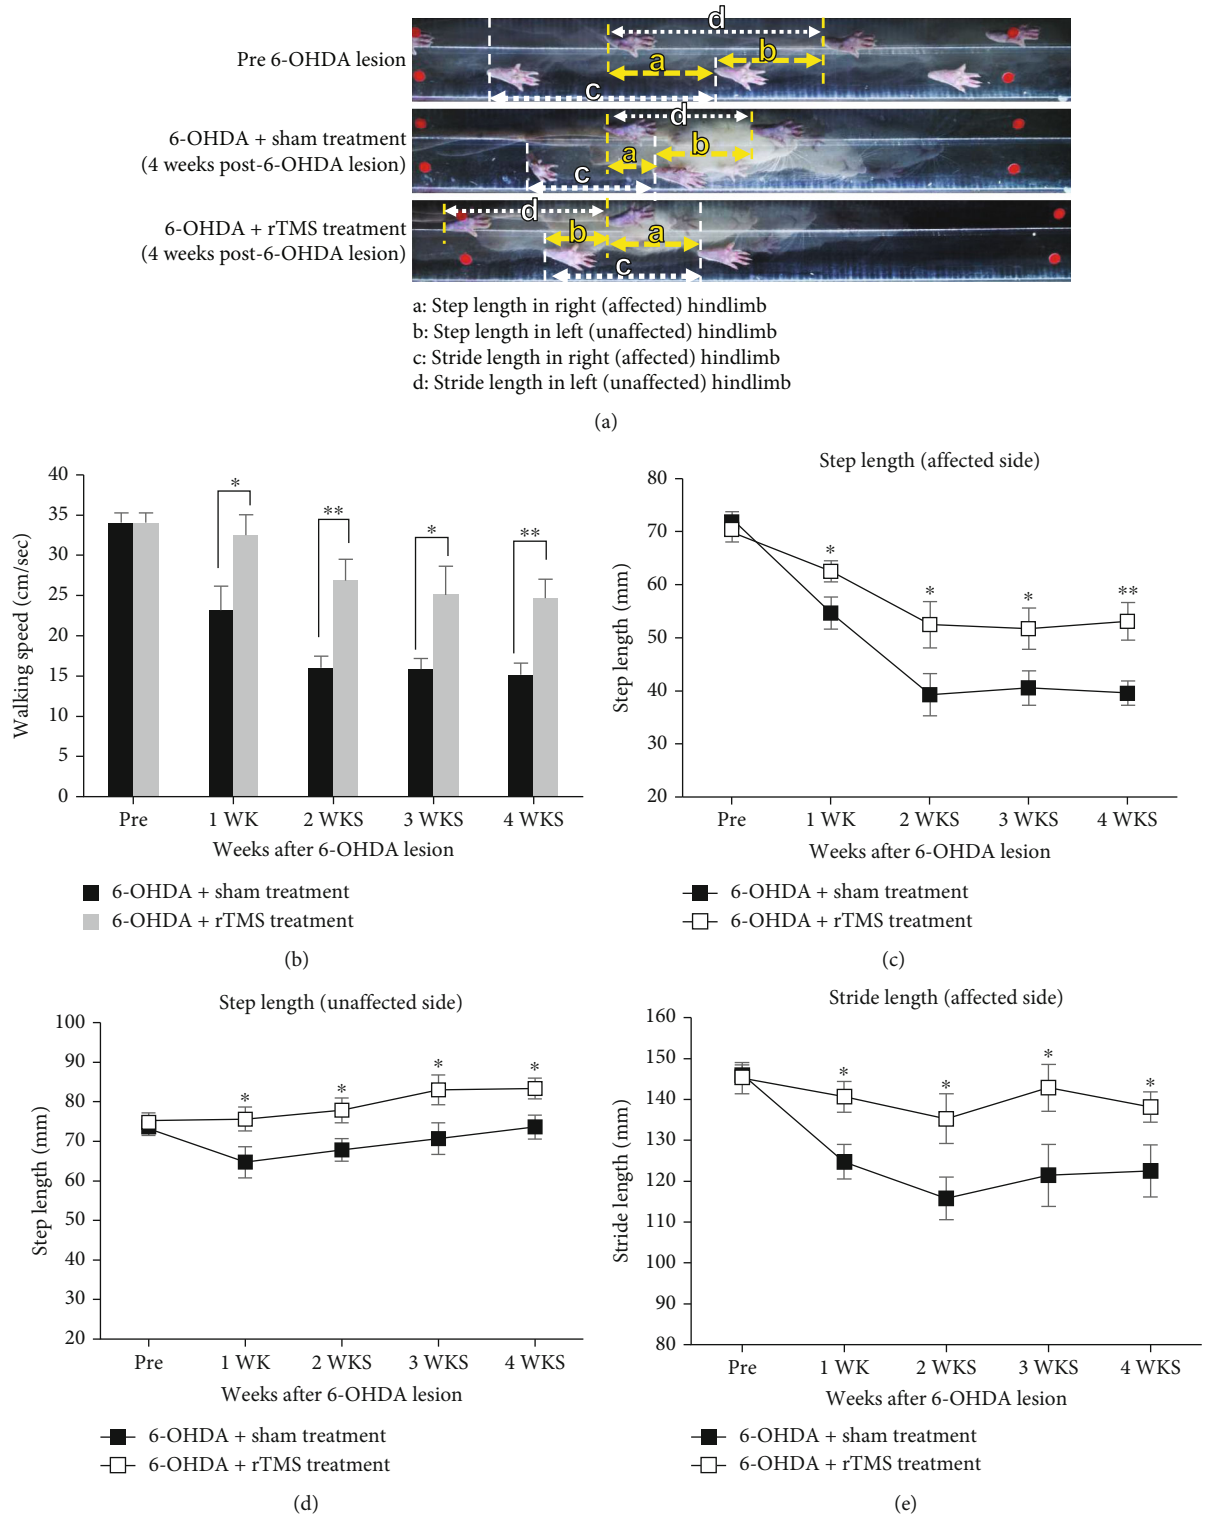 Pre 6-OHDA lesion
d
a
b
c
6-OHDA + sham treatment
(4 weeks post-6-OHDA lesion)
d
a
b
c
6-OHDA + rTMS treatment
(4 weeks post-6-OHDA lesion)
d
b
a
c
a: Step length in right (affected) hindlimb
b: Step length in left (unaffected) hindlimb
c: Stride length in right (affected) hindlimb
d: Stride length in left (unaffected) hindlimb
(a)
Walking speed (cm/sec)
40
35
30
25
20
15
10
5
0
*
**
*
**
Pre 1 WK 2 WKS 3 WKS 4 WKS
Weeks after 6-OHDA lesion
6-OHDA + sham treatment
6-OHDA + rTMS treatment
(b)
Step length (affected side)
Step length (mm)
80
70
60
50
40
30
20
*
*
*
**
Pre 1 WK 2 WKS 3 WKS 4 WKS
Weeks after 6-OHDA lesion
6-OHDA + sham treatment
6-OHDA + rTMS treatment
(c)
Step length (unaffected side)
Step length (mm)
100
90
80
70
60
50
40
30
20
*
*
*
*
Pre 1 WK 2 WKS 3 WKS 4 WKS
Weeks after 6-OHDA lesion
6-OHDA + sham treatment
6-OHDA + rTMS treatment
(d)
Stride length (affected side)
Stride length (mm)
160
150
140
130
120
110
100
90
80
*
*
*
*
Pre 1 WK 2 WKS 3 WKS 4 WKS
Weeks after 6-OHDA lesion
6-OHDA + sham treatment
6-OHDA + rTMS treatment
(e)